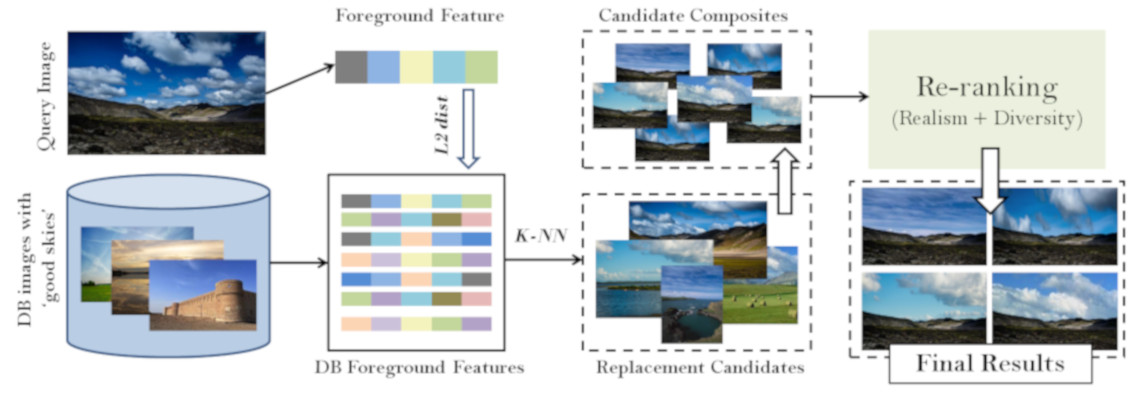 Foreground Feature
Query Image
L2 dist
DB images with
'good skies'
DB Foreground Features
K-NN
Candidate Composites
Replacement Candidates
Re-ranking
(Realism + Diversity)
Final Results